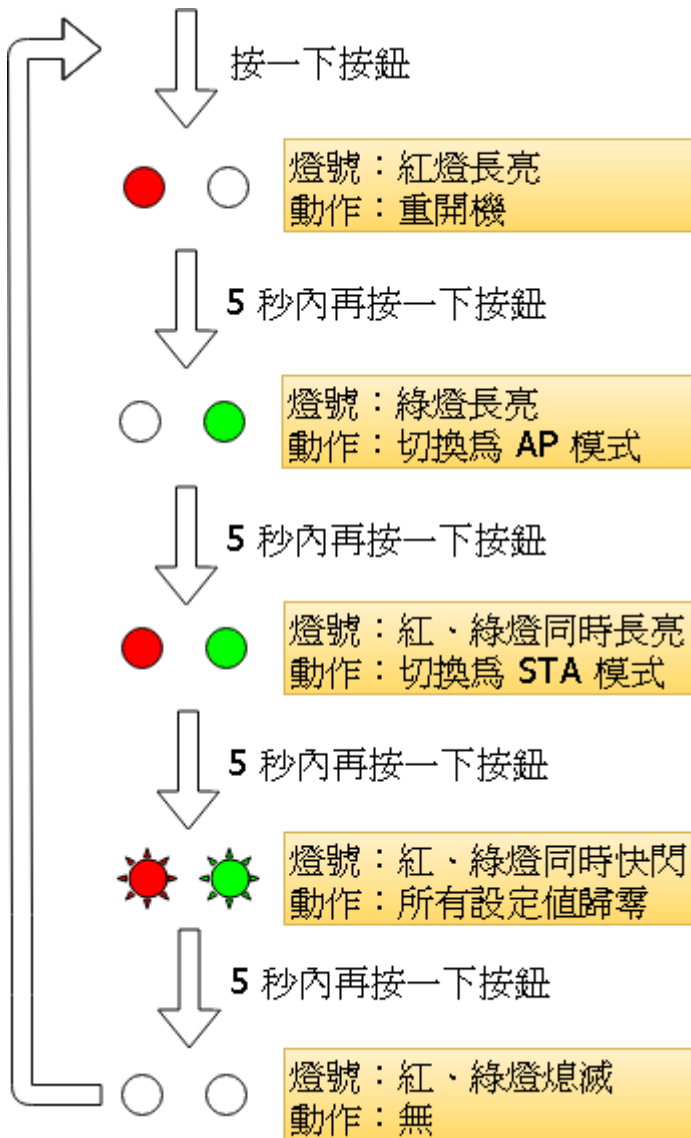 按一下按鈕
燈號：紅燈長亮
動作：重開機
5 秒內再按一下按鈕
燈號：綠燈長亮
動作：切換為 AP 模式
5 秒內再按一下按鈕
燈號：紅、綠燈同時長亮
動作：切換為 STA 模式
5 秒內再按一下按鈕
燈號：紅、綠燈同時快閃
動作：所有設定值歸零
5 秒內再按一下按鈕
燈號：紅、綠燈熄滅
動作：無